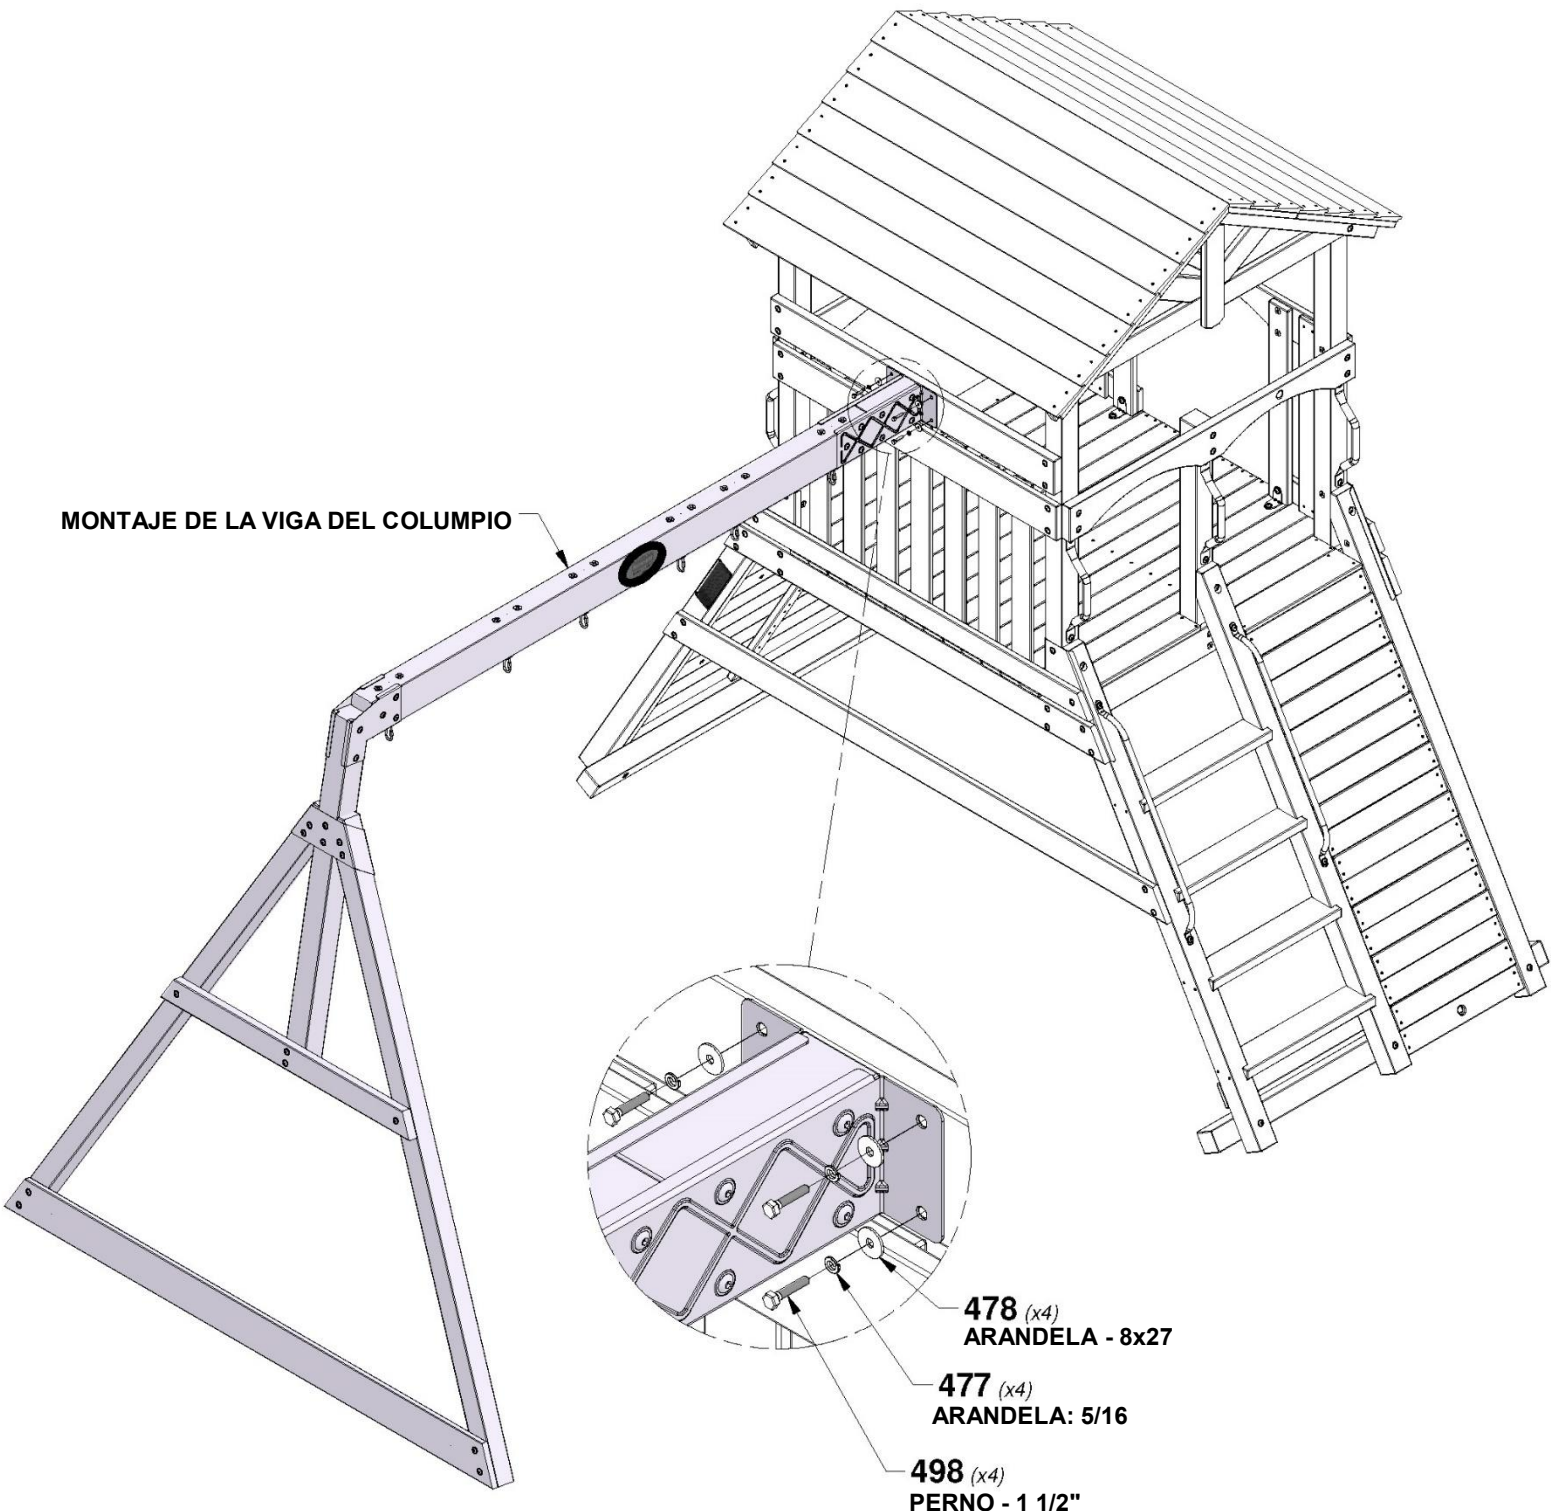 MONTAJE DE LA VIGA DEL COLUMPIO
478 (x4)
ARANDELA - 8x27
477 (x4)
ARANDELA: 5/16
498 (x4)
PERNO - 1 1/2"